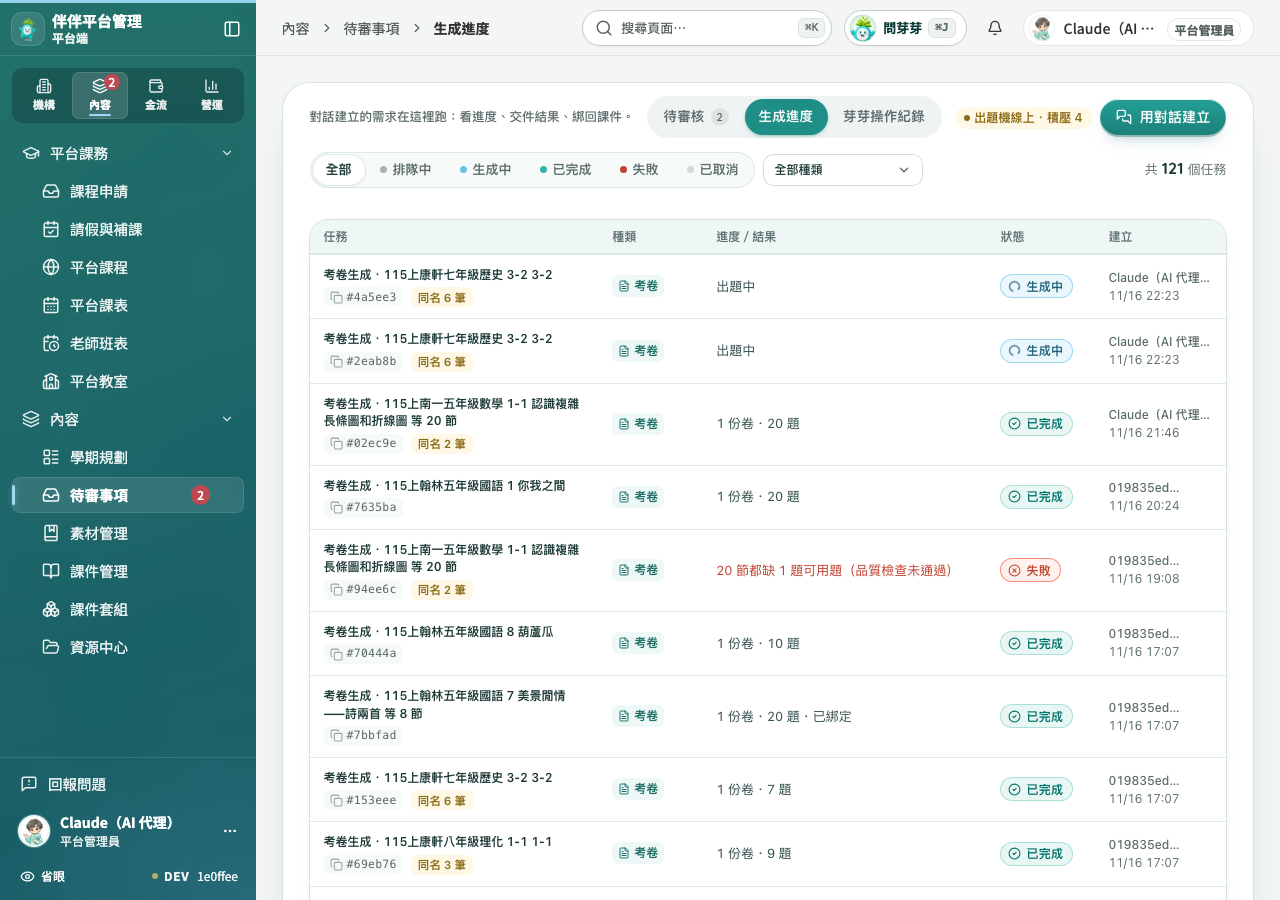 伴伴平台管理
平台端
機構
內容
2
金流
營運
平台課務
課程申請
請假與補課
平台課程
平台課表
老師班表
平台教室
內容
學期規劃
待審事項
2
素材管理
課件管理
課件套組
資源中心
回報問題
Claude（AI 代理）
平台管理員
省眼
DEV 1e0ffee
內容 > 待審事項 > 生成進度
搜尋頁面…
⌘K
問芽芽
⌘J
Claude（AI …
平台管理員
對話建立的需求在這裡跑：看進度、交件結果、綁回課件。
待審核 2
生成進度
芽芽操作紀錄
出題機線上 · 積壓 4
用對話建立
全部
排隊中
生成中
已完成
失敗
已取消
全部種類
共 121 個任務
任務 種類 進度 / 結果 狀態 建立
考卷生成 · 115上康軒七年級歷史 3-2 3-2
#4a5ee3 同名 6 筆
考卷
出題中
生成中
Claude（AI 代理…
11/16 22:23
考卷生成 · 115上康軒七年級歷史 3-2 3-2
#2eab8b 同名 6 筆
考卷
出題中
生成中
Claude（AI 代理…
11/16 22:23
考卷生成 · 115上南一五年級數學 1-1 認識複雜
長條圖和折線圖 等 20 節
#02ec9e 同名 2 筆
考卷
1 份卷 · 20 題
已完成
Claude（AI 代理…
11/16 21:46
考卷生成 · 115上翰林五年級國語 1 你我之間
#7635ba
考卷
1 份卷 · 20 題
已完成
019835ed…
11/16 20:24
考卷生成 · 115上南一五年級數學 1-1 認識複雜
長條圖和折線圖 等 20 節
#94ee6c 同名 2 筆
考卷
20 節都缺 1 題可用題（品質檢查未通過）
失敗
019835ed…
11/16 19:08
考卷生成 · 115上翰林五年級國語 8 葫蘆瓜
#70444a
考卷
1 份卷 · 10 題
已完成
019835ed…
11/16 17:07
考卷生成 · 115上翰林五年級國語 7 美景閒情
——詩兩首 等 8 節
#7bbfad
考卷
1 份卷 · 20 題 · 已綁定
已完成
019835ed…
11/16 17:07
考卷生成 · 115上康軒七年級歷史 3-2 3-2
#153eee 同名 6 筆
考卷
1 份卷 · 7 題
已完成
019835ed…
11/16 17:07
考卷生成 · 115上康軒八年級理化 1-1 1-1
#69eb76 同名 3 筆
考卷
1 份卷 · 9 題
已完成
019835ed…
11/16 17:07